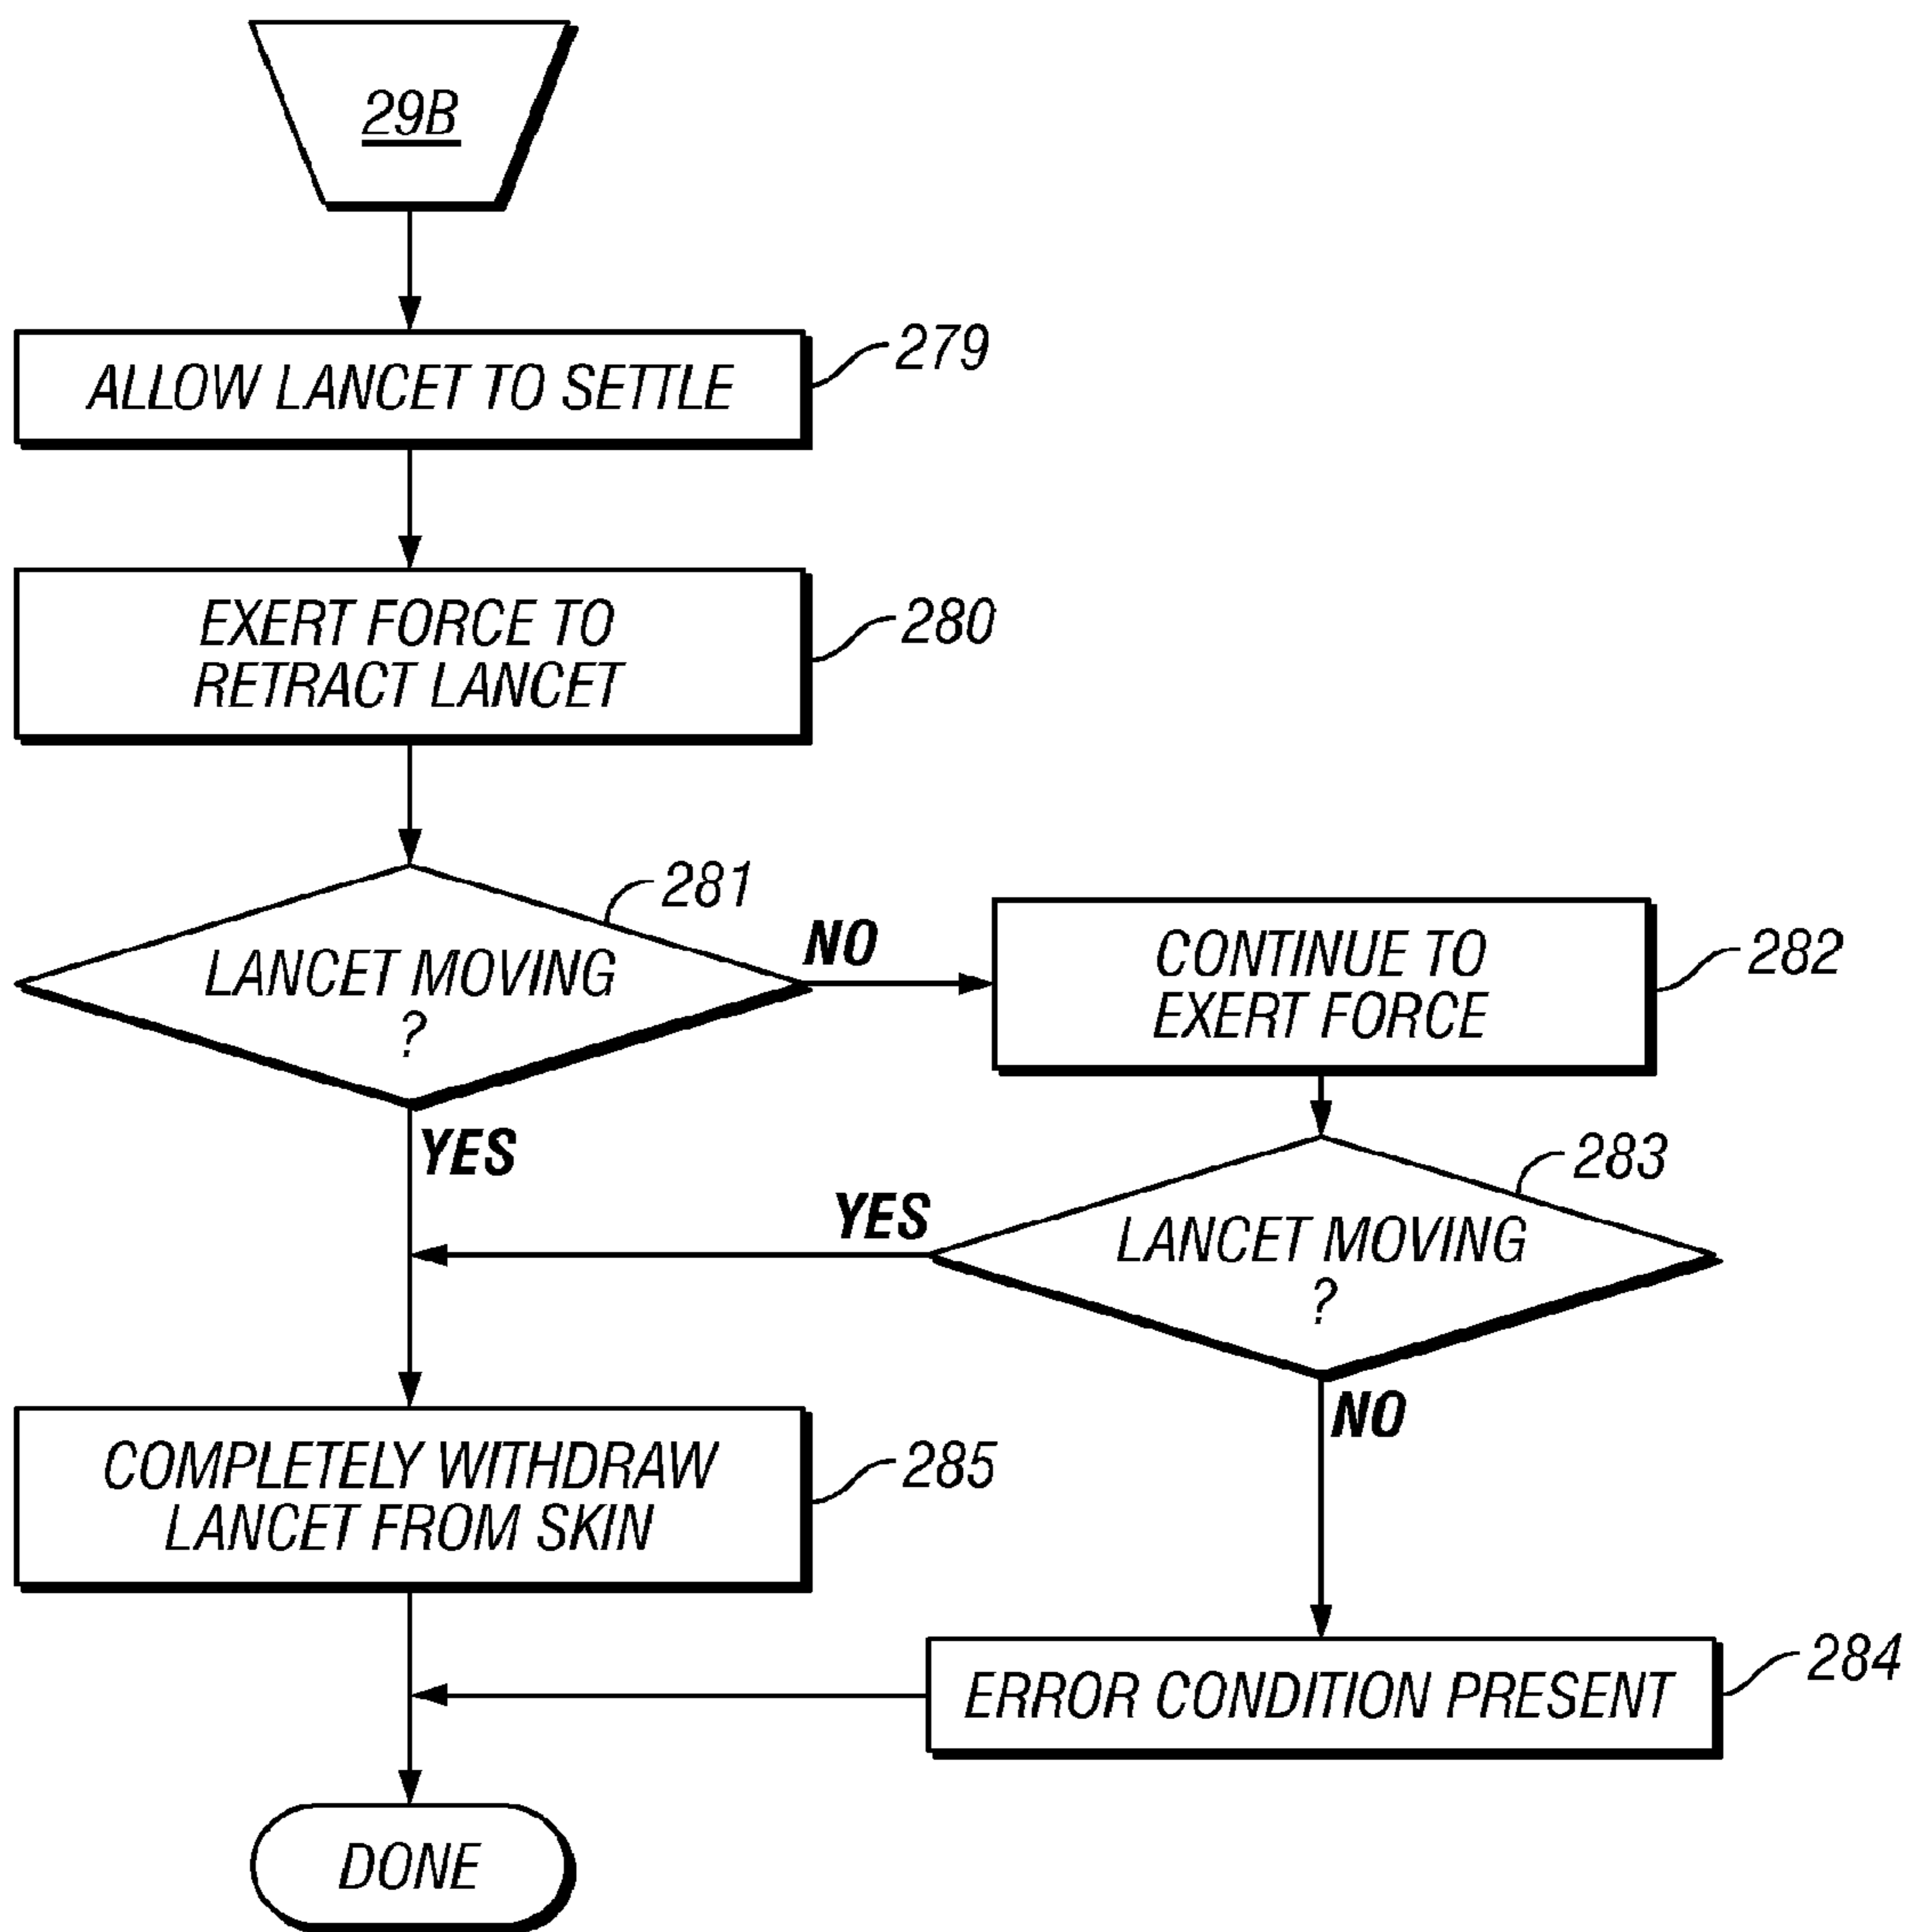 29B
ALLOW LANCET TO SETTLE
279
EXERT FORCE TO
RETRACT LANCET
280
281
LANCET MOVING
?
NO
YES
CONTINUE TO
EXERT FORCE
282
283
LANCET MOVING
?
YES
NO
COMPLETELY WITHDRAW
LANCET FROM SKIN
285
ERROR CONDITION PRESENT
284
DONE